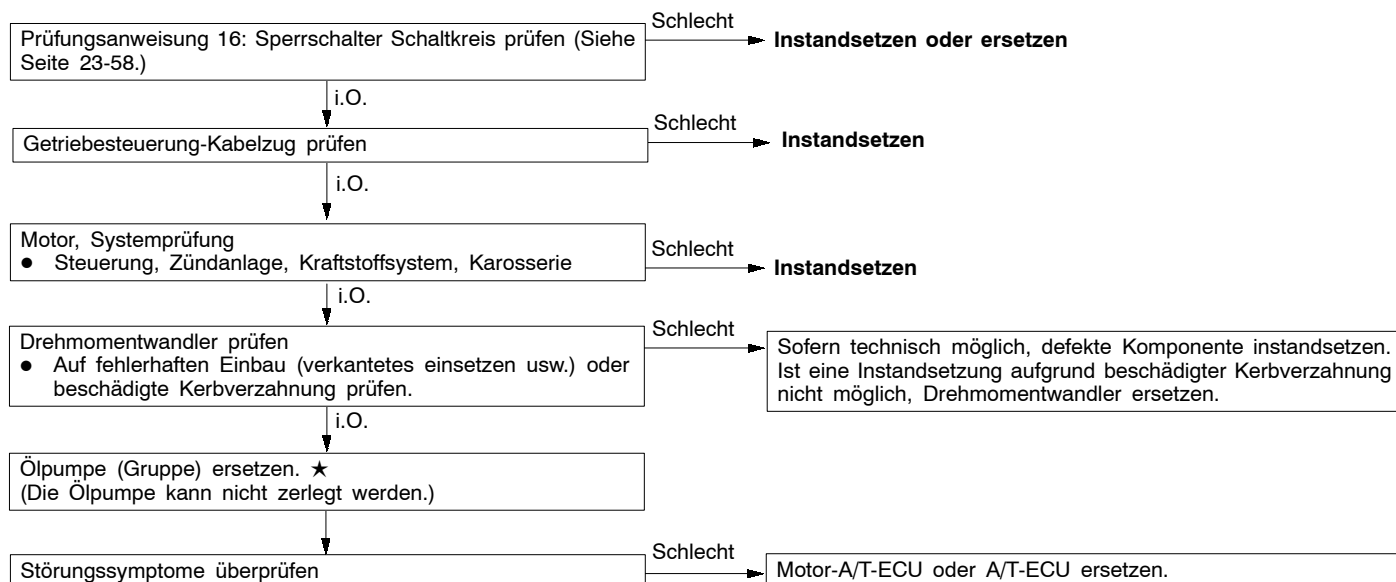 Schlecht
Prüfungsanweisung 16: Sperrschalter Schaltkreis prüfen (Siehe
Seite 23-58.)
Instandsetzen oder ersetzen
i.O.
Schlecht
Getriebesteuerung-Kabelzug prüfen
Instandsetzen
i.O.
Motor, Systemprüfung
● Steuerung, Zündanlage, Kraftstoffsystem, Karosserie
Schlecht
Instandsetzen
i.O.
Drehmomentwandler prüfen
● Auf fehlerhaften Einbau (verkantetes einsetzen usw.) oder
beschädigte Kerbverzahnung prüfen.
Schlecht
Sofern technisch möglich, defekte Komponente instandsetzen.
Ist eine Instandsetzung aufgrund beschädigter Kerbverzahnung
nicht möglich, Drehmomentwandler ersetzen.
i.O.
Ölpumpe (Gruppe) ersetzen. ★
(Die Ölpumpe kann nicht zerlegt werden.)
Schlecht
Störungssymptome überprüfen
Motor-A/T-ECU oder A/T-ECU ersetzen.